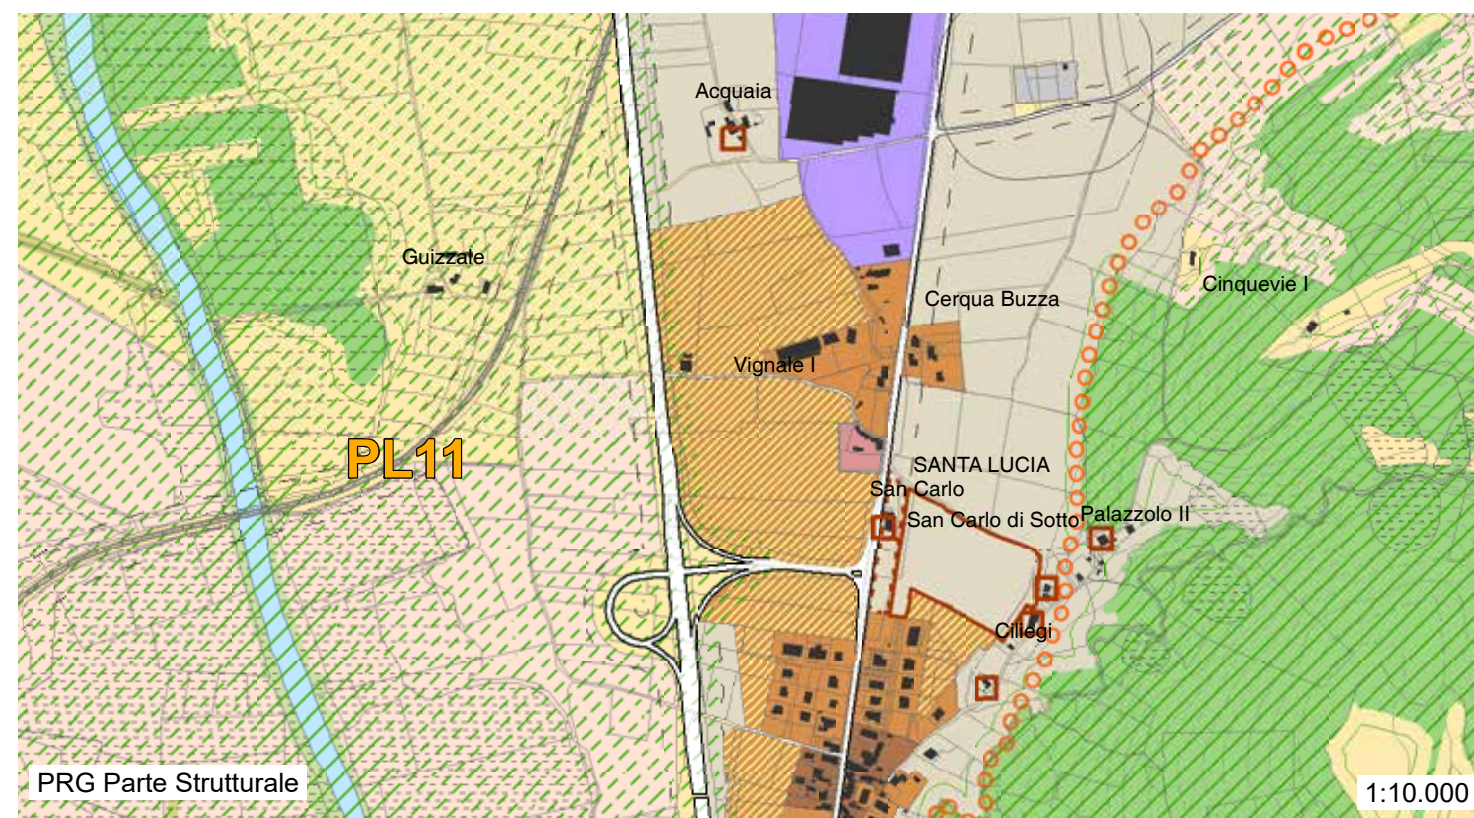 Acquaia
Guizzale
Cinquevie I
Cerqua Buzza
Vignale I
PL11
SANTA LUCIA
San Carlo
San Carlo di Sotto
Palazzolo II
Ciliegi
PRG Parte Strutturale
1:10.000